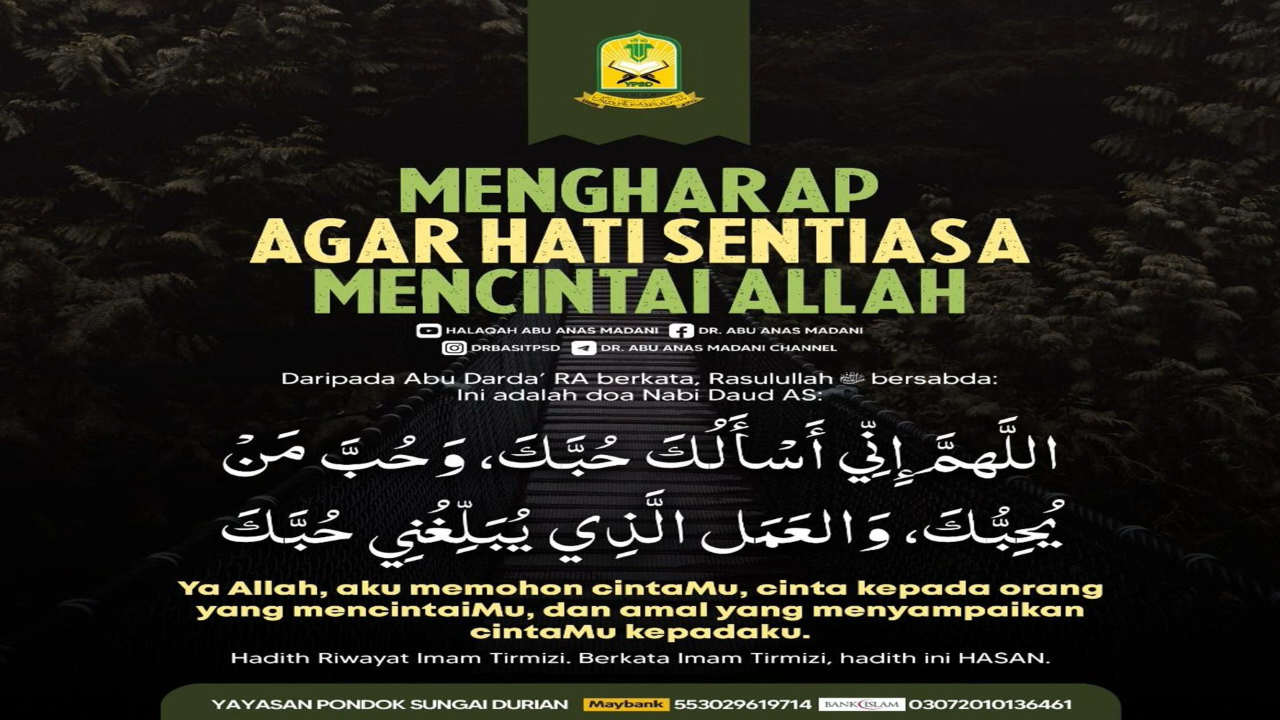 YPSD
MENGHARAP
AGAR HATI SENTIASA
MENCINTAI ALLAH
HALAQAH ABU ANAS MADANI DR. ABU ANAS MADANI
DRBASITPSD DR. ABU ANAS MADANI CHANNEL
Daripada Abu Darda' RA berkata, Rasulullah ﷺ bersabda:
Ini adalah doa Nabi Daud AS:
اللَّهمَّ إِنِّي أَسْأَلُكَ حُبَّكَ، وَحُبَّ مَنْ
يُحِبُّكَ، وَالعَمَل الَّذِي يُبَلِّغُنِي حُبَّكَ
Ya Allah, aku memohon cintaMu, cinta kepada orang
yang mencintaiMu, dan amal yang menyampaikan
cintaMu kepadaku.
Hadith Riwayat Imam Tirmizi. Berkata Imam Tirmizi, hadith ini HASAN.
YAYASAN PONDOK SUNGAI DURIAN Maybank 553029619714 BANK ISLAM 03072010136461